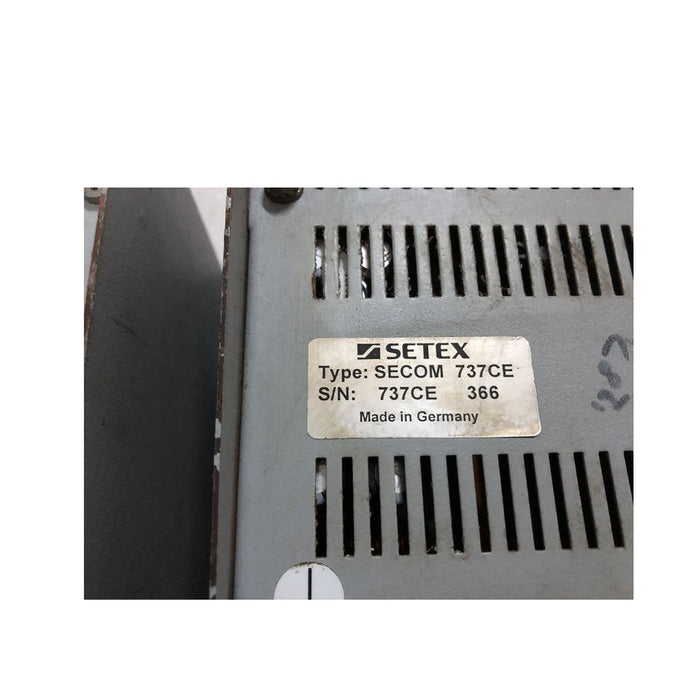 SETEX
Type: SECOM 737CE
S/N: 737CE 366
Made in Germany